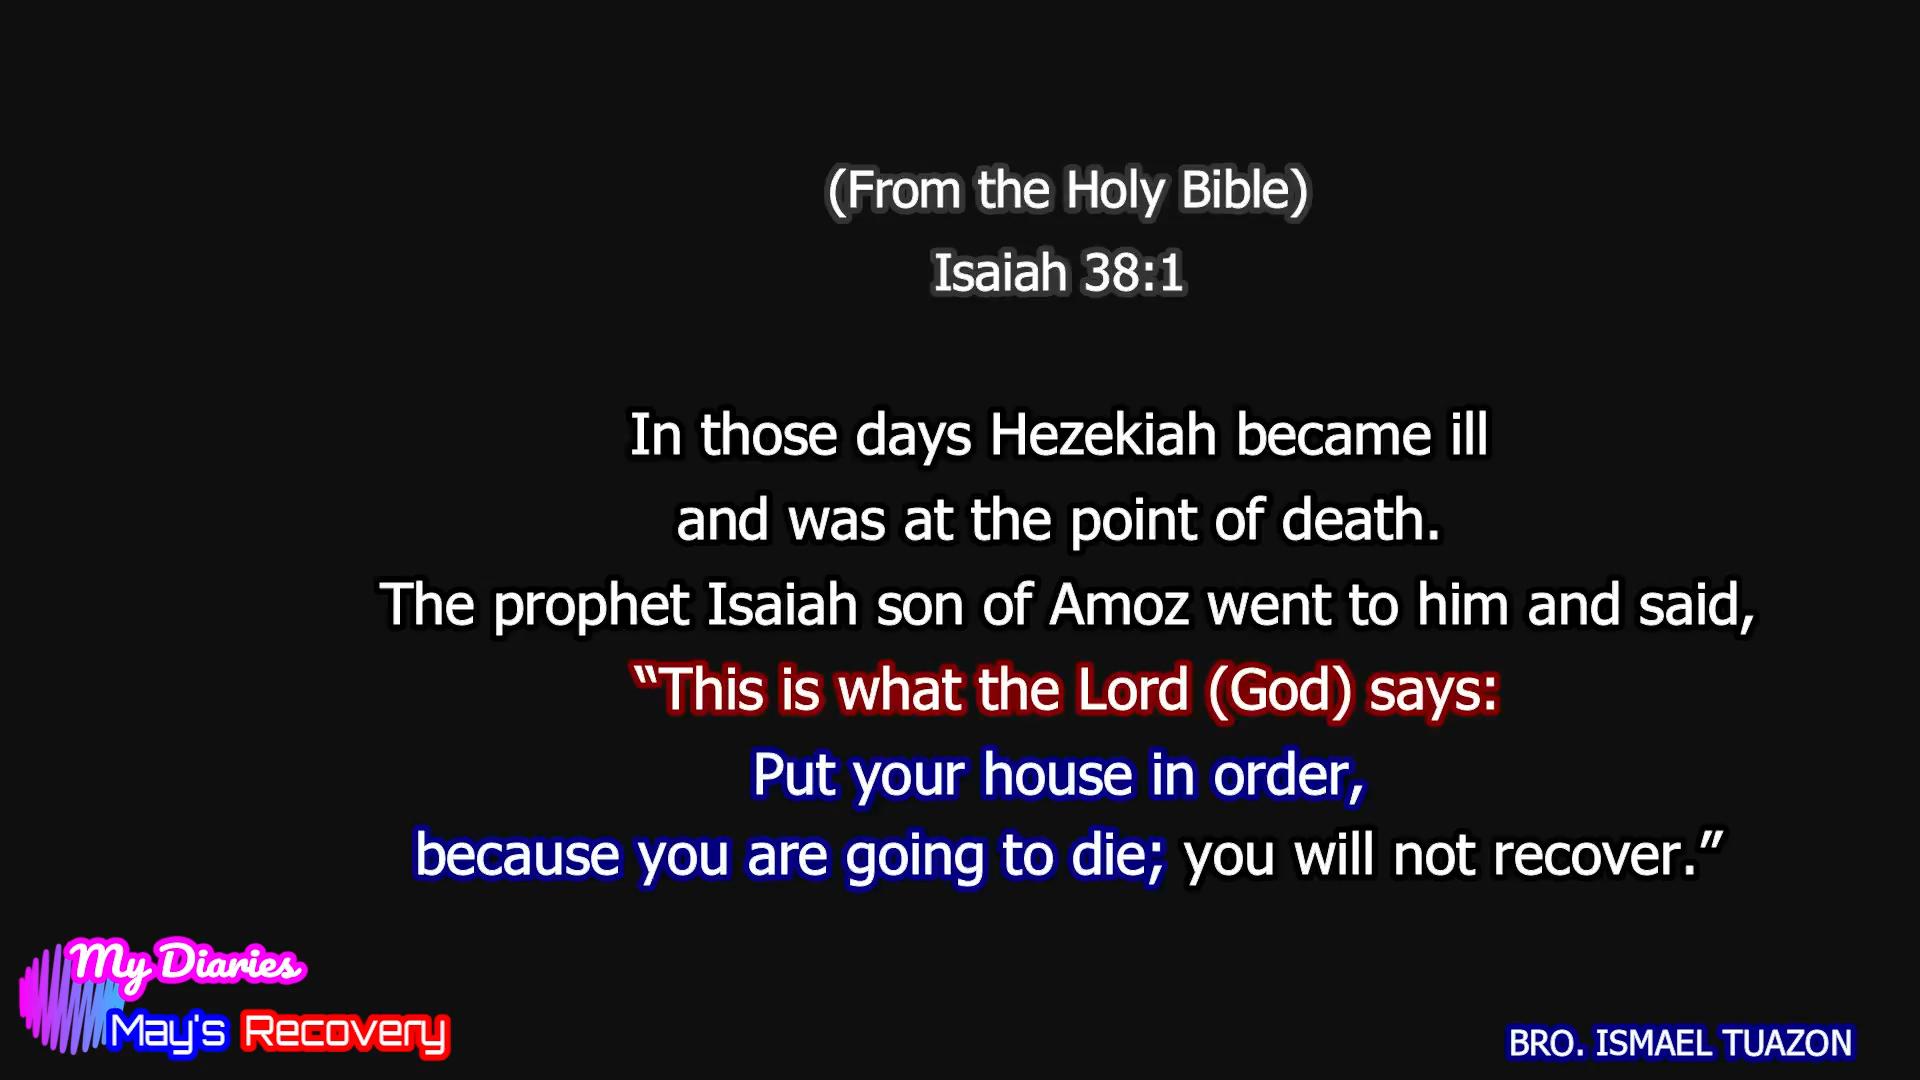 (From the Holy Bible)
Isaiah 38:1
In those days Hezekiah became ill
and was at the point of death.
The prophet Isaiah son of Amoz went to him and said,
“This is what the Lord (God) says:
Put your house in order,
because you are going to die; you will not recover.”
My Diaries
May's Recovery
BRO. ISMAEL TUAZON